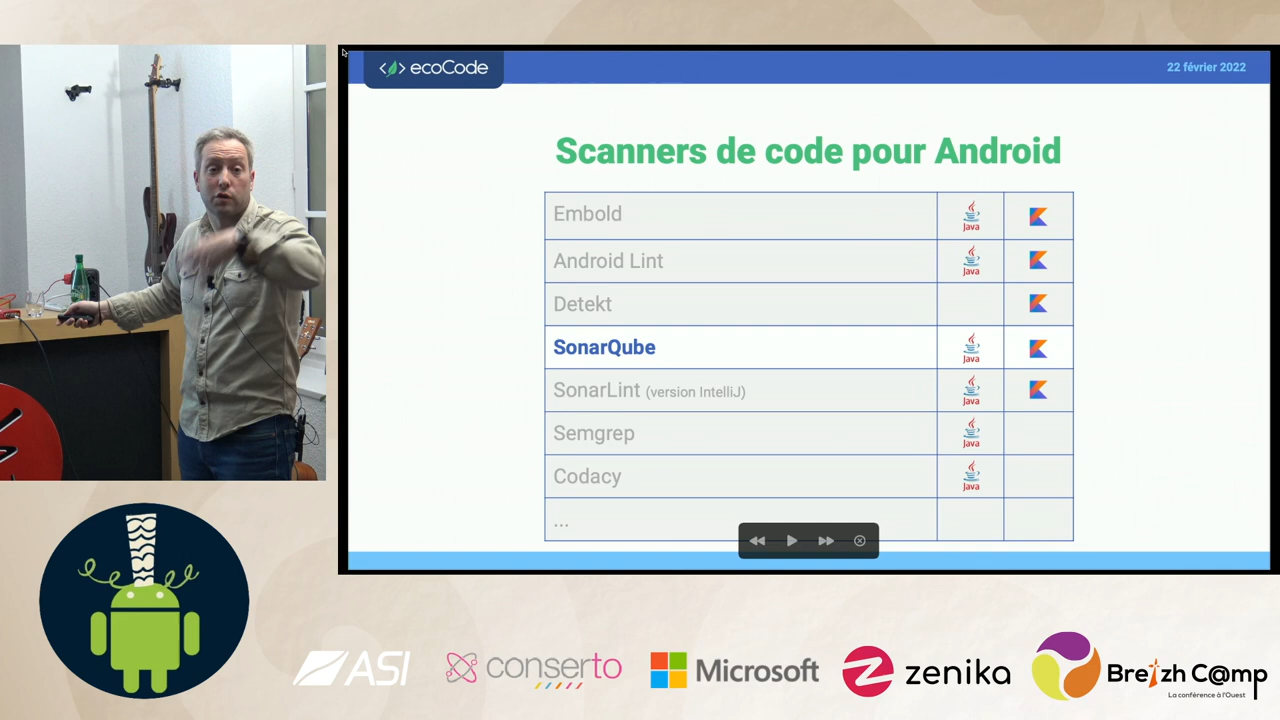 ecoCode
22 février 2022
Scanners de code pour Android
Embold
Java
Android Lint
Java
Detekt
SonarQube
Java
SonarLint (version IntelliJ)
Java
Semgrep
Java
Codacy
Java
...
ASI
conserto
Microsoft
zenika
Breizh C@mp
La conférence à l'Ouest